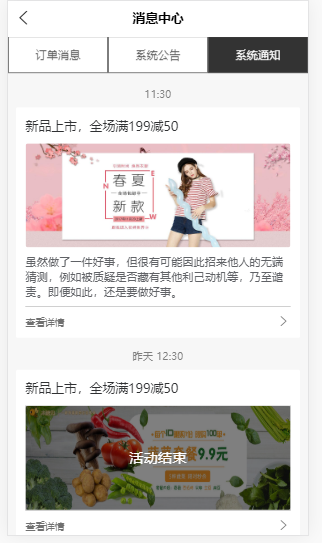 消息中心
订单消息
系统公告
系统通知
11:30
新品上市，全场满199减50
春夏
NEW
新款
虽然做了一件好事，但很有可能因此招来他人的无端
猜测，例如被质疑是否藏有其他利己动机等，乃至谴
责。即便如此，还是要做好事。
查看详情
昨天 12:30
新品上市，全场满199减50
套餐9.9元
活动结束
查看详情